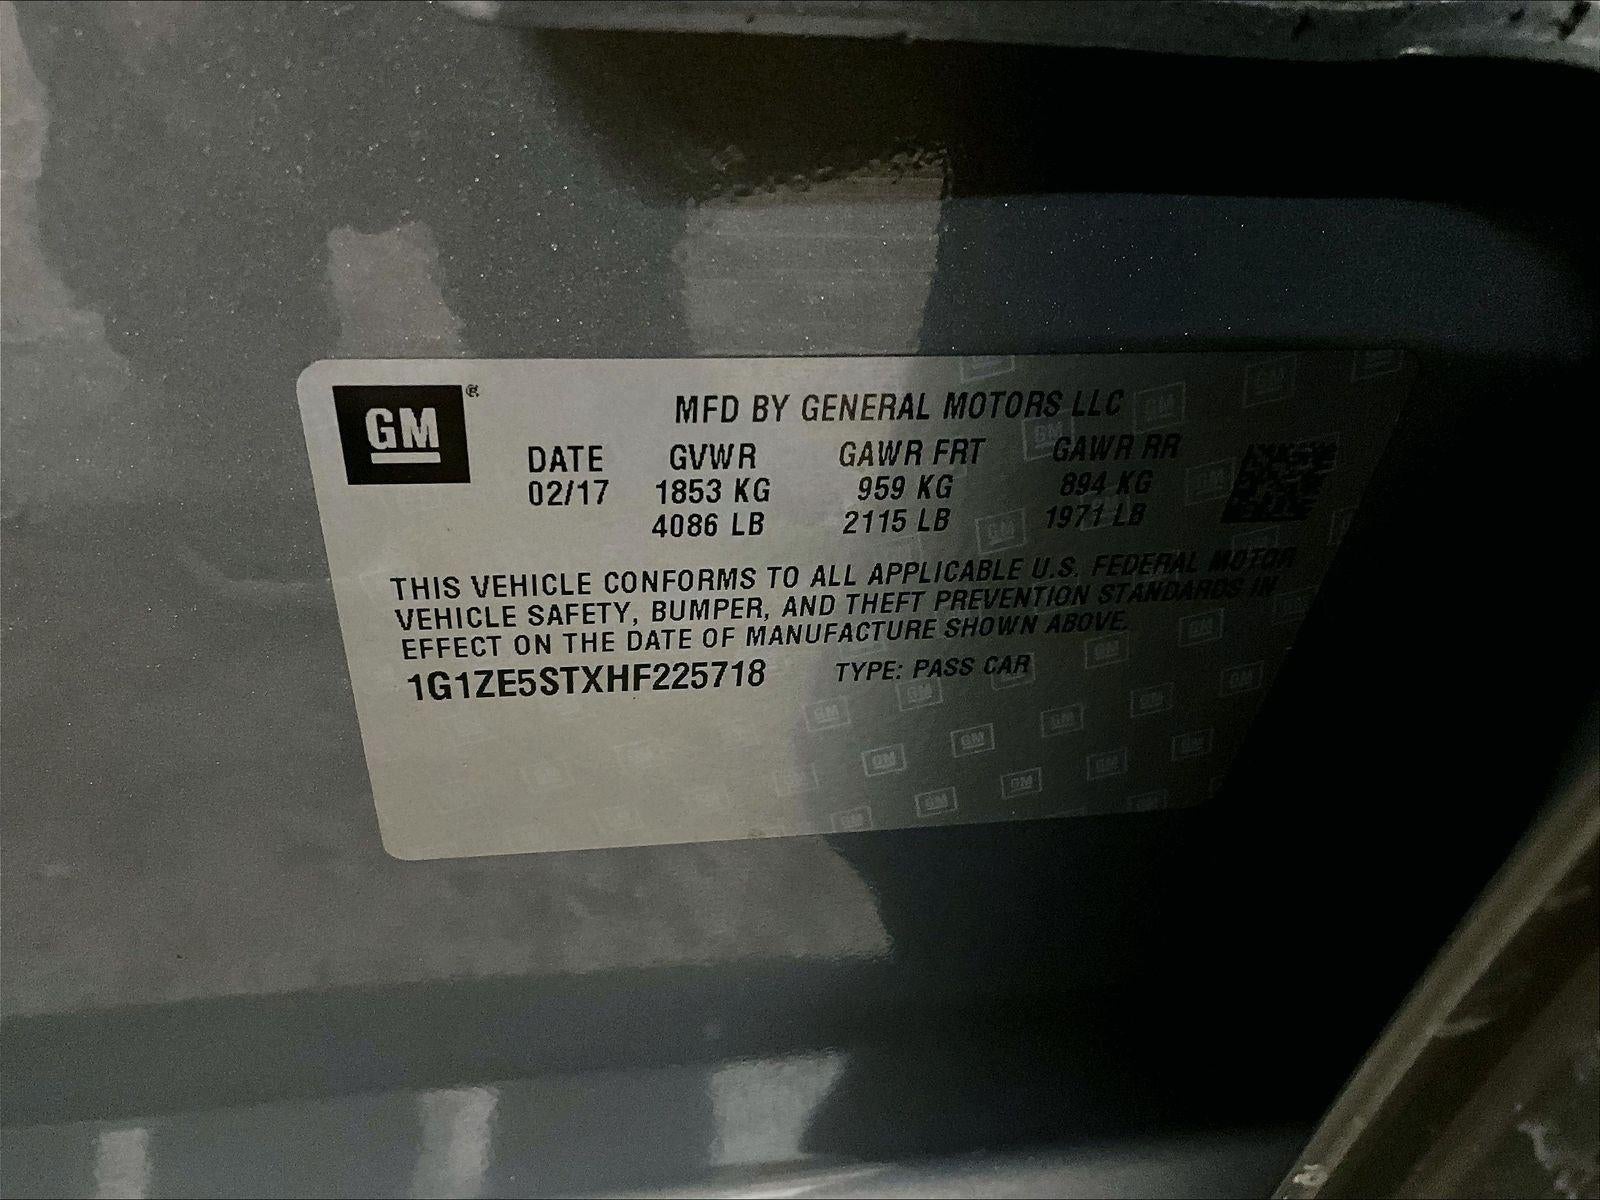 GM®
MFD BY GENERAL MOTORS LLC
DATE GVWR GAWR FRT GAWR RR
02/17 1853 KG 959 KG 894 KG
4086 LB 2115 LB 1971 LB
THIS VEHICLE CONFORMS TO ALL APPLICABLE U.S. FEDERAL MOTOR
VEHICLE SAFETY, BUMPER, AND THEFT PREVENTION STANDARDS IN
EFFECT ON THE DATE OF MANUFACTURE SHOWN ABOVE.
1G1ZE5STXHF225718 TYPE: PASS CAR